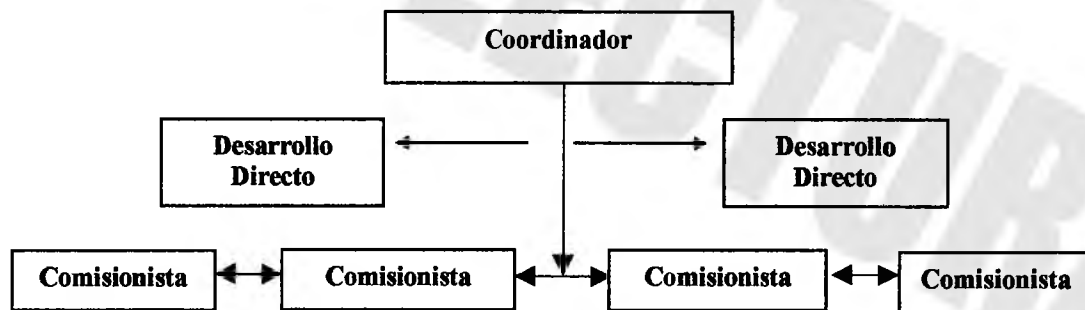 Coordinador
Desarrollo
Directo
Desarrollo
Directo
Comisionista
Comisionista
Comisionista
Comisionista